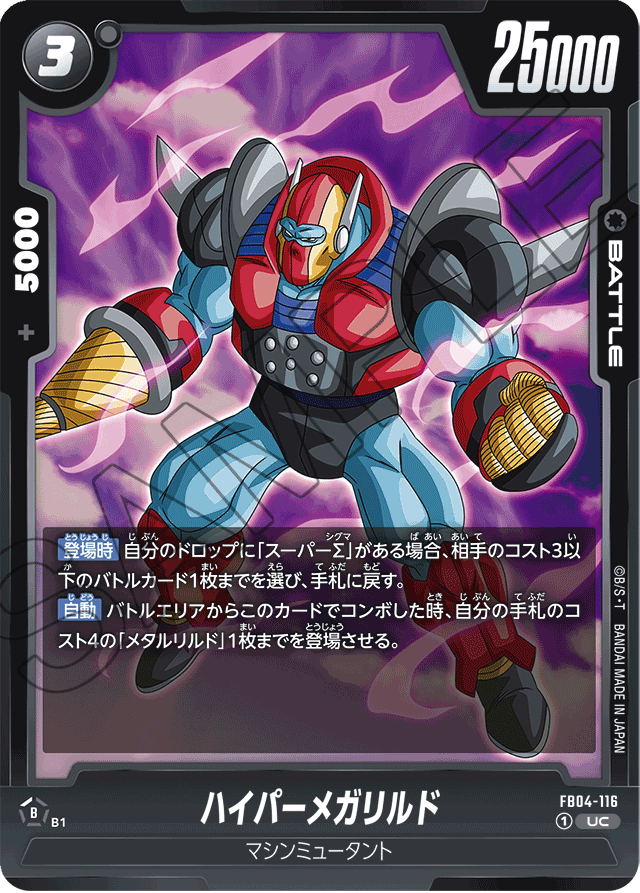 3
25000
+ 5000
BATTLE
SAMPLE
登場時 自分のドロップに「スーパーΣ」がある場合、相手のコスト3以
下のバトルカード1枚までを選び、手札に戻す。
自動 バトルエリアからこのカードでコンボした時、自分の手札のコ
スト4の「メタルリルド」1枚までを登場させる。
©B/S・T BANDAI MADE IN JAPAN
B B1
ハイパーメガリルド
FB04-116
1 UC
マシンミュータント